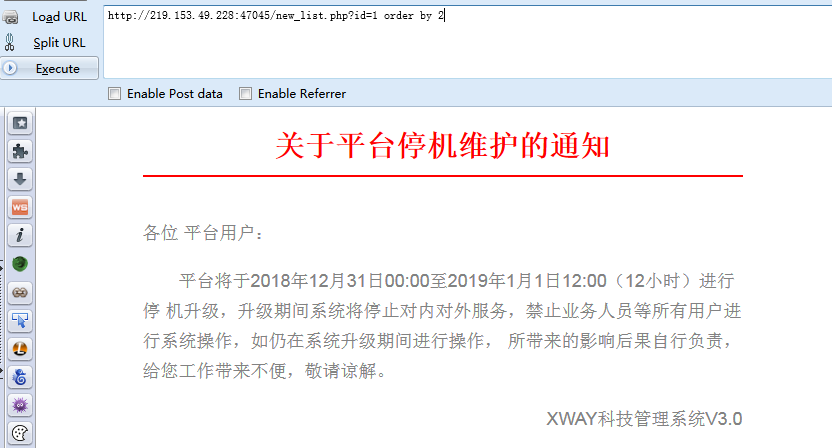 Load URL
http://219.153.49.228:47045/new_list.php?id=1 order by 2
Split URL
Execute
Enable Post data Enable Referrer
关于平台停机维护的通知
各位 平台用户：
平台将于2018年12月31日00:00至2019年1月1日12:00（12小时）进行
停 机升级，升级期间系统将停止对内对外服务，禁止业务人员等所有用户进
行系统操作，如仍在系统升级期间进行操作， 所带来的影响后果自行负责，
给您工作带来不便，敬请谅解。
XWAY科技管理系统V3.0
WS
i